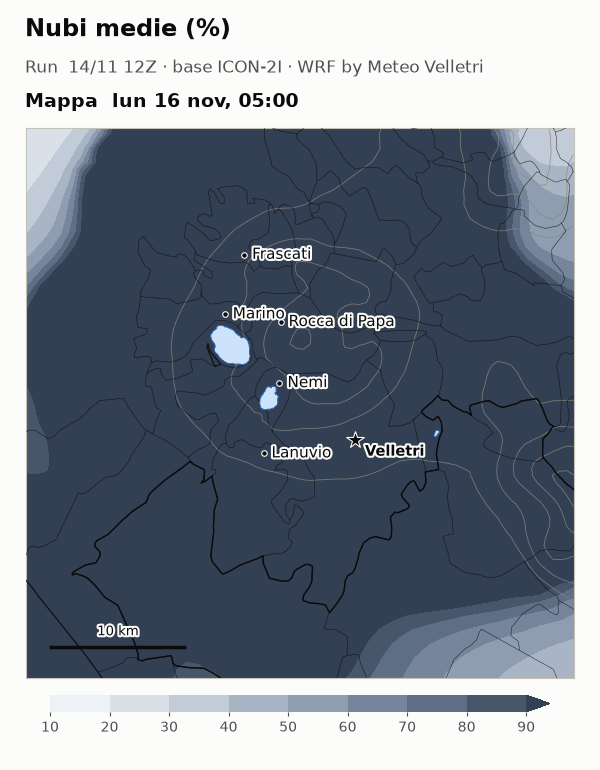 Nubi medie (%)
Run  14/11 12Z · base ICON-2I · WRF by Meteo Velletri
Mappa  lun 16 nov, 05:00
Frascati
Marino
Rocca di Papa
Nemi
Velletri
Lanuvio
10 km
10 20 30 40 50 60 70 80 90